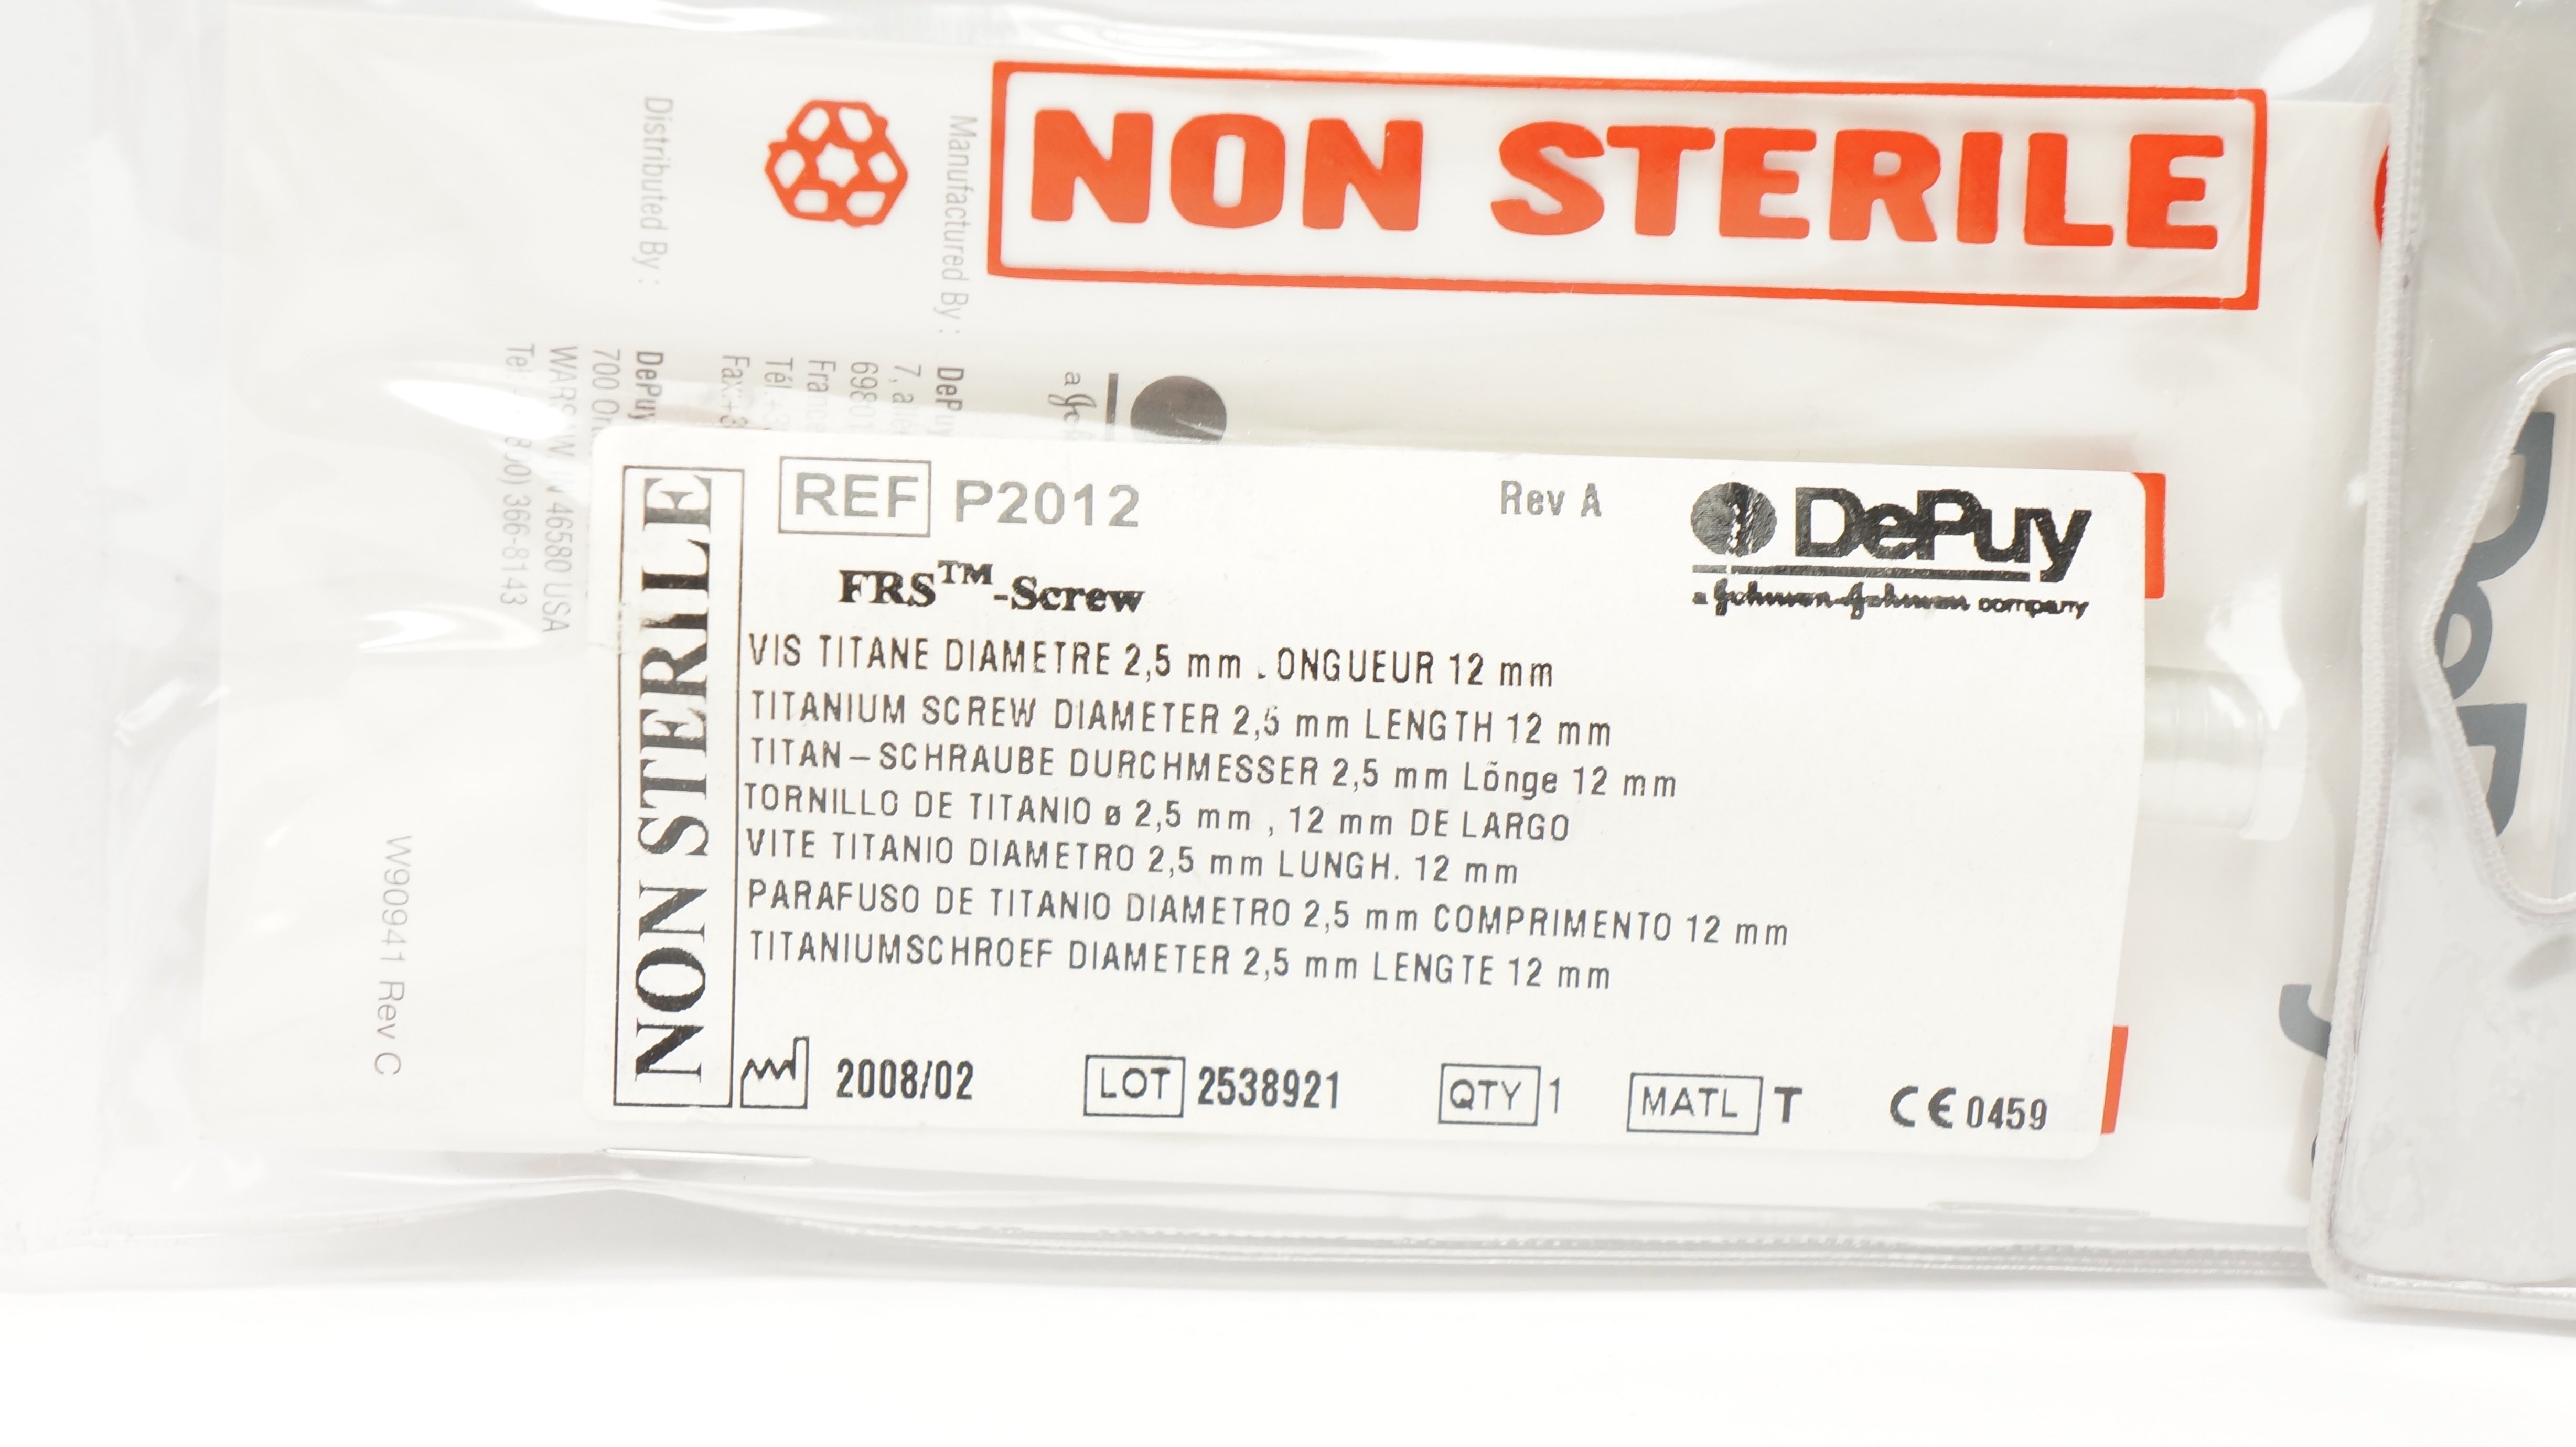 NON STERILE
Distributed By :
Manufactured By :
DePuy
700
WARSAW, IN 46580 USA
366-8143
7,
69801
France
W90941 Rev C
NON STERILE
REF P2012
Rev A
DePuy
a Johnson-Johnson company
FRS™-Screw
VIS TITANE DIAMETRE 2,5 mm .ONGUEUR 12 mm
TITANIUM SCREW DIAMETER 2,5 mm LENGTH 12 mm
TITAN-SCHRAUBE DURCHMESSER 2,5 mm Lõnge 12 mm
TORNILLO DE TITANIO ø 2,5 mm , 12 mm DE LARGO
VITE TITANIO DIAMETRO 2,5 mm LUNGH. 12 mm
PARAFUSO DE TITANIO DIAMETRO 2,5 mm COMPRIMENTO 12 mm
TITANIUMSCHROEF DIAMETER 2,5 mm LENGTE 12 mm
2008/02
LOT 2538921
QTY 1
MATL T
CE 0459